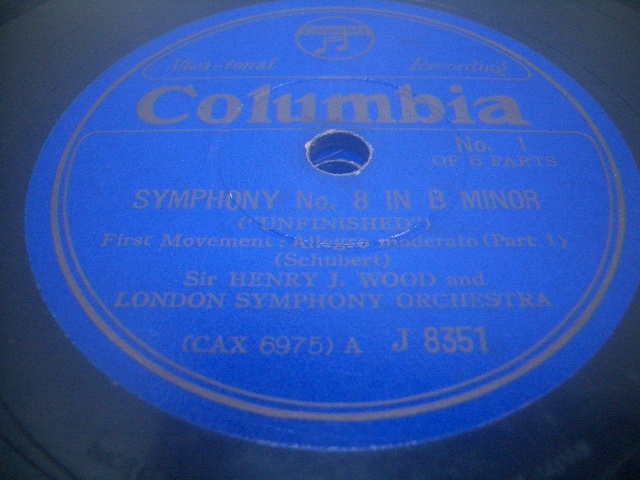 Viva-tonal Recording
Columbia
No. 1
OF 6 PARTS
SYMPHONY No. 8 IN B MINOR
("UNFINISHED")
First Movement: Allegro moderato (Part 1)
(Schubert)
Sir HENRY J. WOOD and
LONDON SYMPHONY ORCHESTRA
(CAX 6975) A J 8351